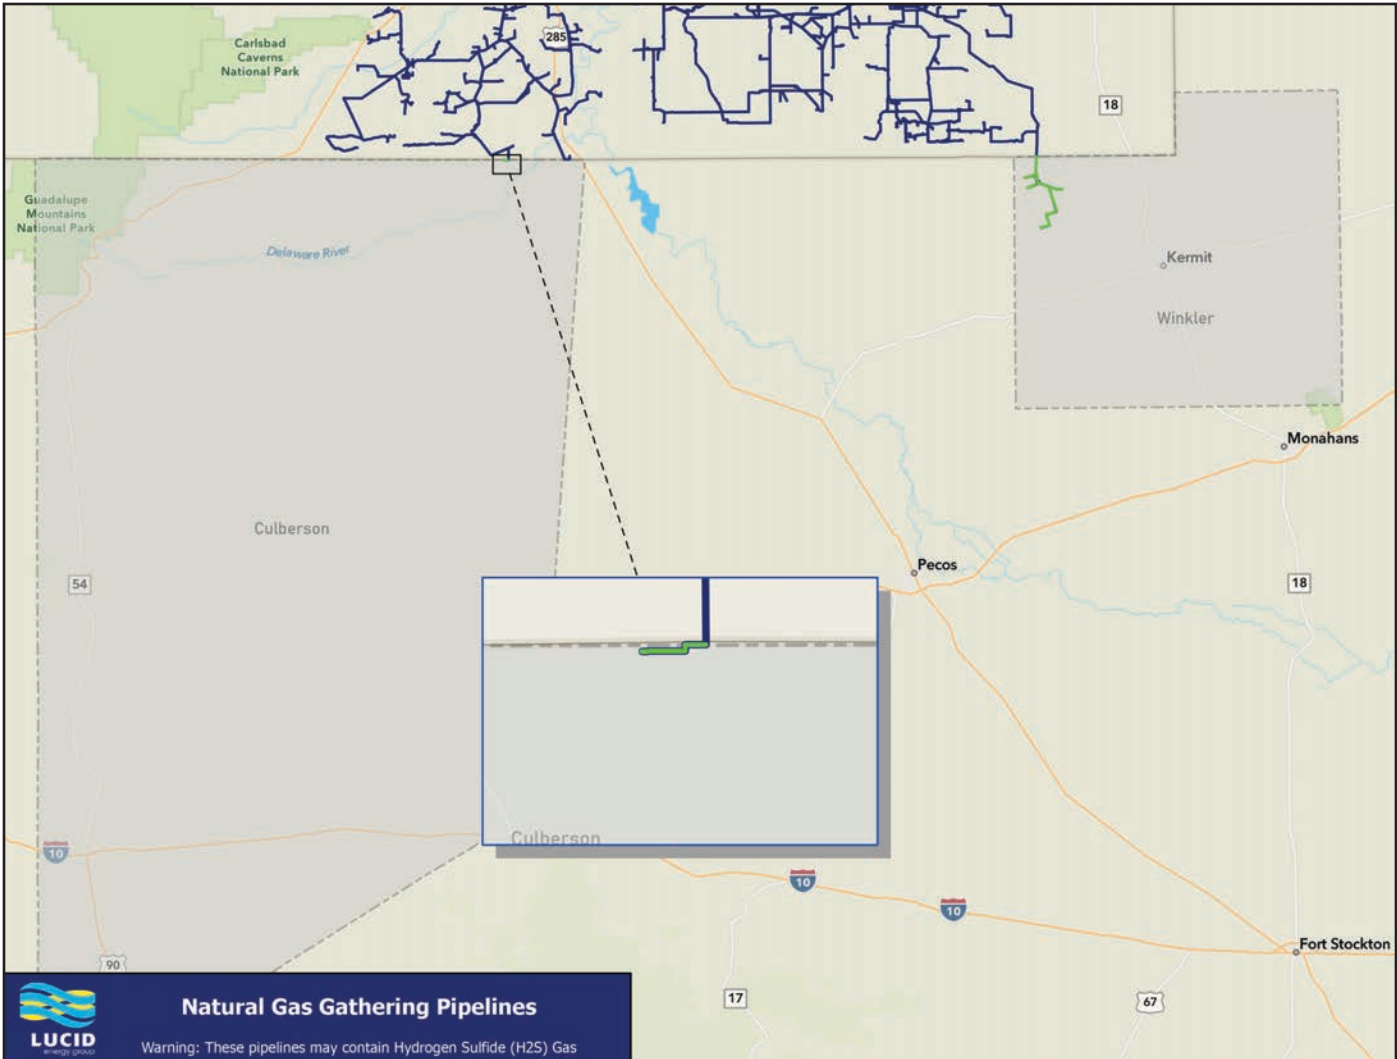 Carlsbad
Caverns
National Park
285
18
Guadalupe
Mountains
National Park
Delaware River
Kermit
Winkler
Monahans
Culberson
54
Pecos
18
Culberson
10
10
10
90
Fort Stockton
17
67
LUCID
energy group
Natural Gas Gathering Pipelines
Warning: These pipelines may contain Hydrogen Sulfide (H2S) Gas